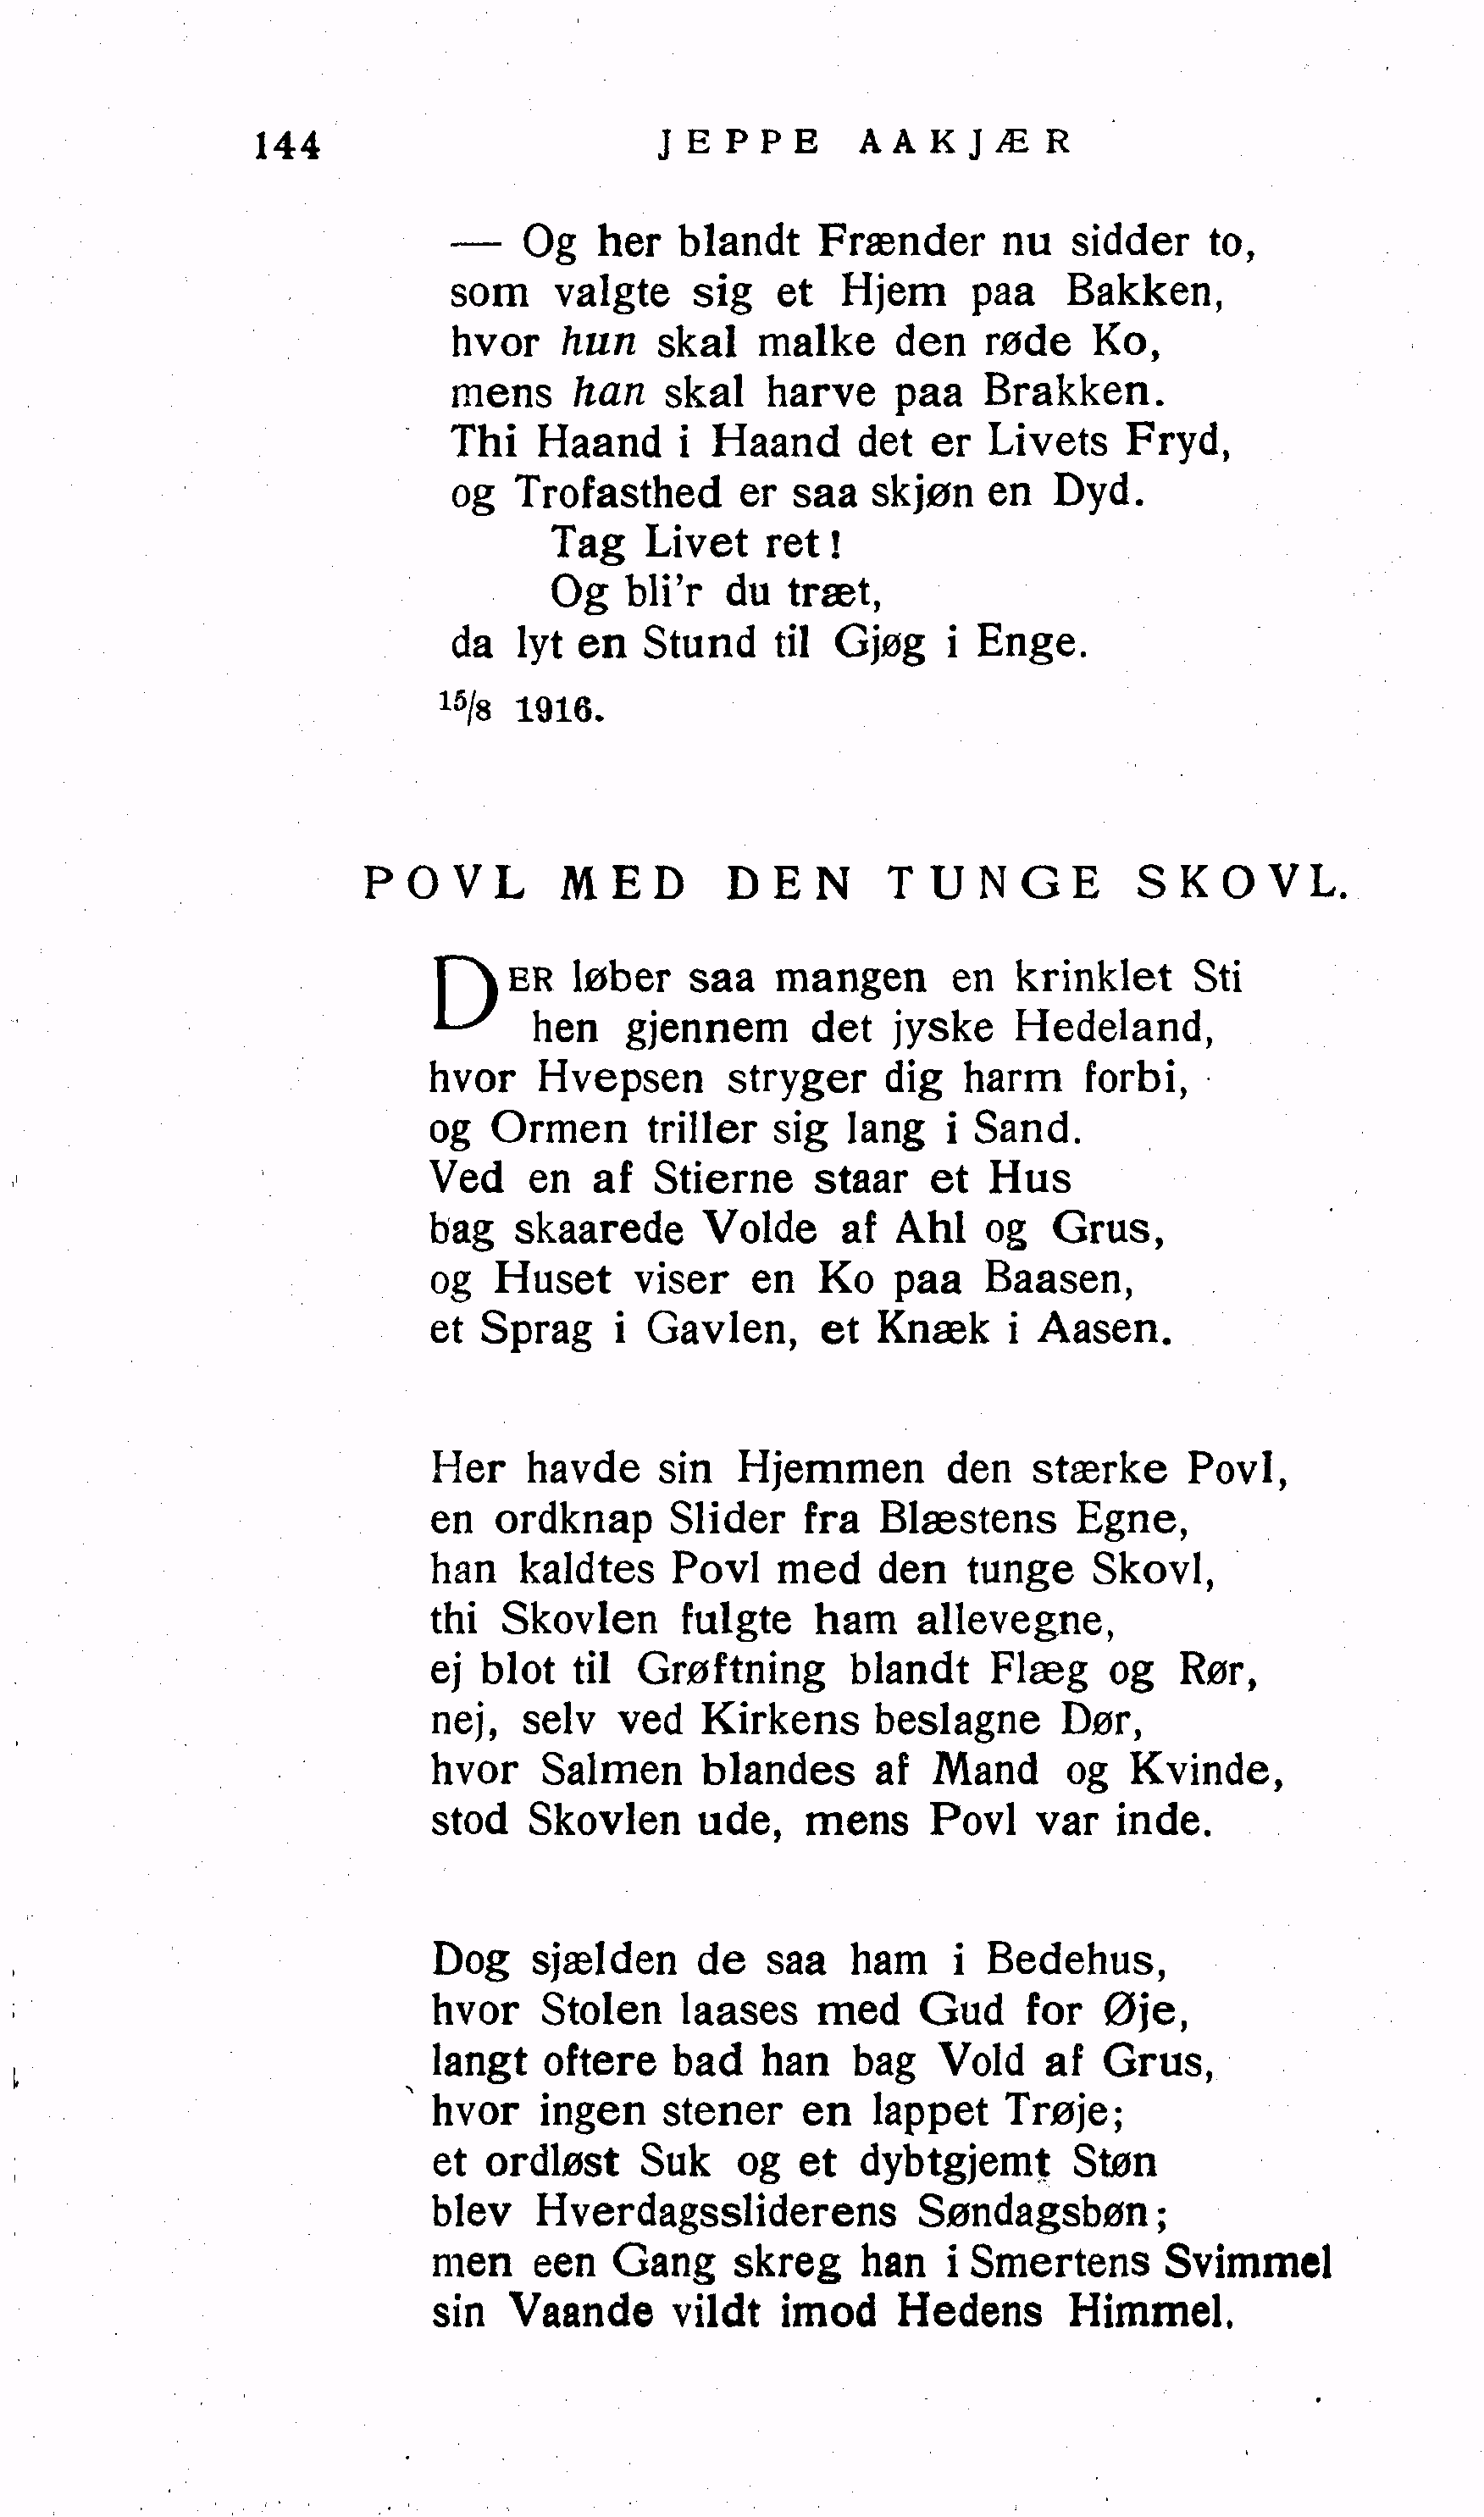 144 JEPPE AAKJÆR
— Og her blandt Frænder nu sidder to,
som valgte sig et Hjem paa Bakken,
hvor hun skal malke den røde Ko,
mens han skal harve paa Brakken.
Thi Haand i Haand det er Livets Fryd,
og Trofasthed er saa skjøn en Dyd.
Tag Livet ret!
Og bli'r du træt,
da lyt en Stund til Gjøg i Enge.
15/8 1916.
POVL MED DEN TUNGE SKOVL.
DER løber saa mangen en krinklet Sti
hen gjennem det jyske Hedeland,
hvor Hvepsen stryger dig harm forbi,
og Ormen triller sig lang i Sand.
Ved en af Stierne staar et Hus
bag skaarede Volde af Ahl og Grus,
og Huset viser en Ko paa Baasen,
et Sprag i Gavlen, et Knæk i Aasen.
Her havde sin Hjemmen den stærke Povl,
en ordknap Slider fra Blæstens Egne,
han kaldtes Povl med den tunge Skovl,
thi Skovlen fulgte ham allevegne,
ej blot til Grøftning blandt Flæg og Rør,
nej, selv ved Kirkens beslagne Dør,
hvor Salmen blandes af Mand og Kvinde,
stod Skovlen ude, mens Povl var inde.
Dog sjælden de saa ham i Bedehus,
hvor Stolen laases med Gud for Øje,
langt oftere bad han bag Vold af Grus,
hvor ingen stener en lappet Trøje;
et ordløst Suk og et dybtgjemt Støn
blev Hverdagssliderens Søndagsbøn;
men een Gang skreg han i Smertens Svimmel
sin Vaande vildt imod Hedens Himmel.